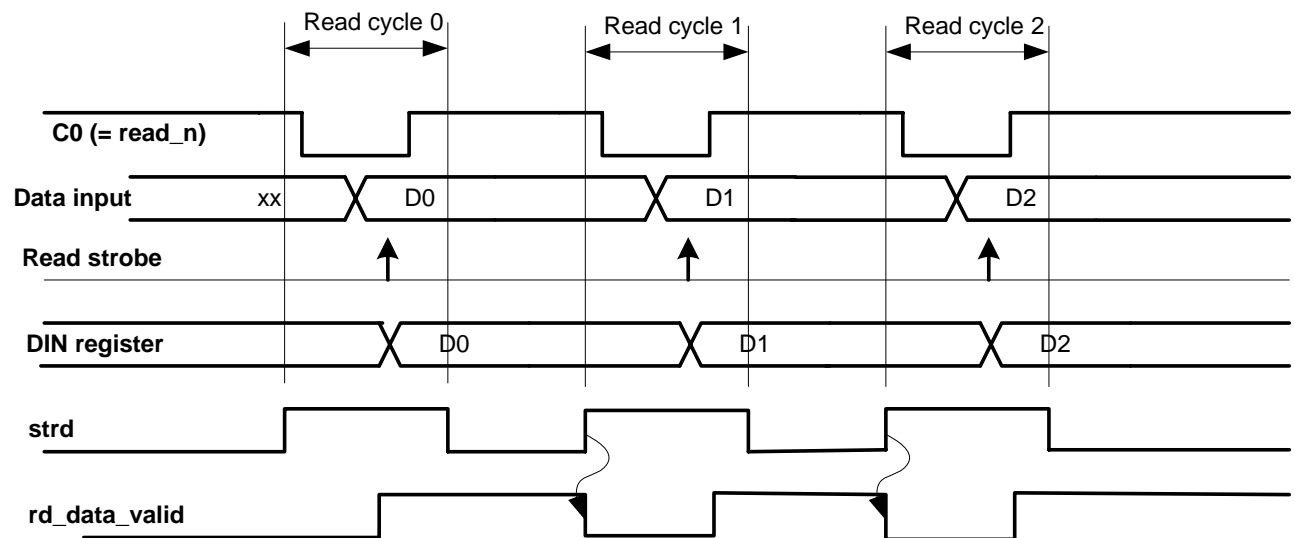 Read cycle 0 Read cycle 1 Read cycle 2
C0 (= read_n)
Data input xx D0 D1 D2
Read strobe
DIN register D0 D1 D2
strd
rd_data_valid